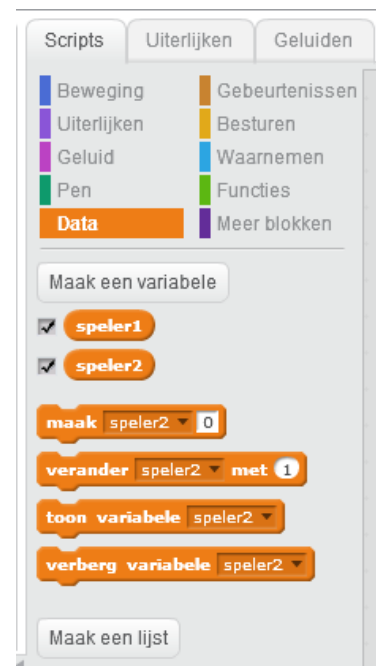 Scripts Uiterlijken Geluiden
Beweging Gebeurtenissen
Uiterlijken Besturen
Geluid Waarnemen
Pen Functies
Data Meer blokken
Maak een variabele
speler1
speler2
maak speler2 0
verander speler2 met 1
toon variabele speler2
verberg variabele speler2
Maak een lijst